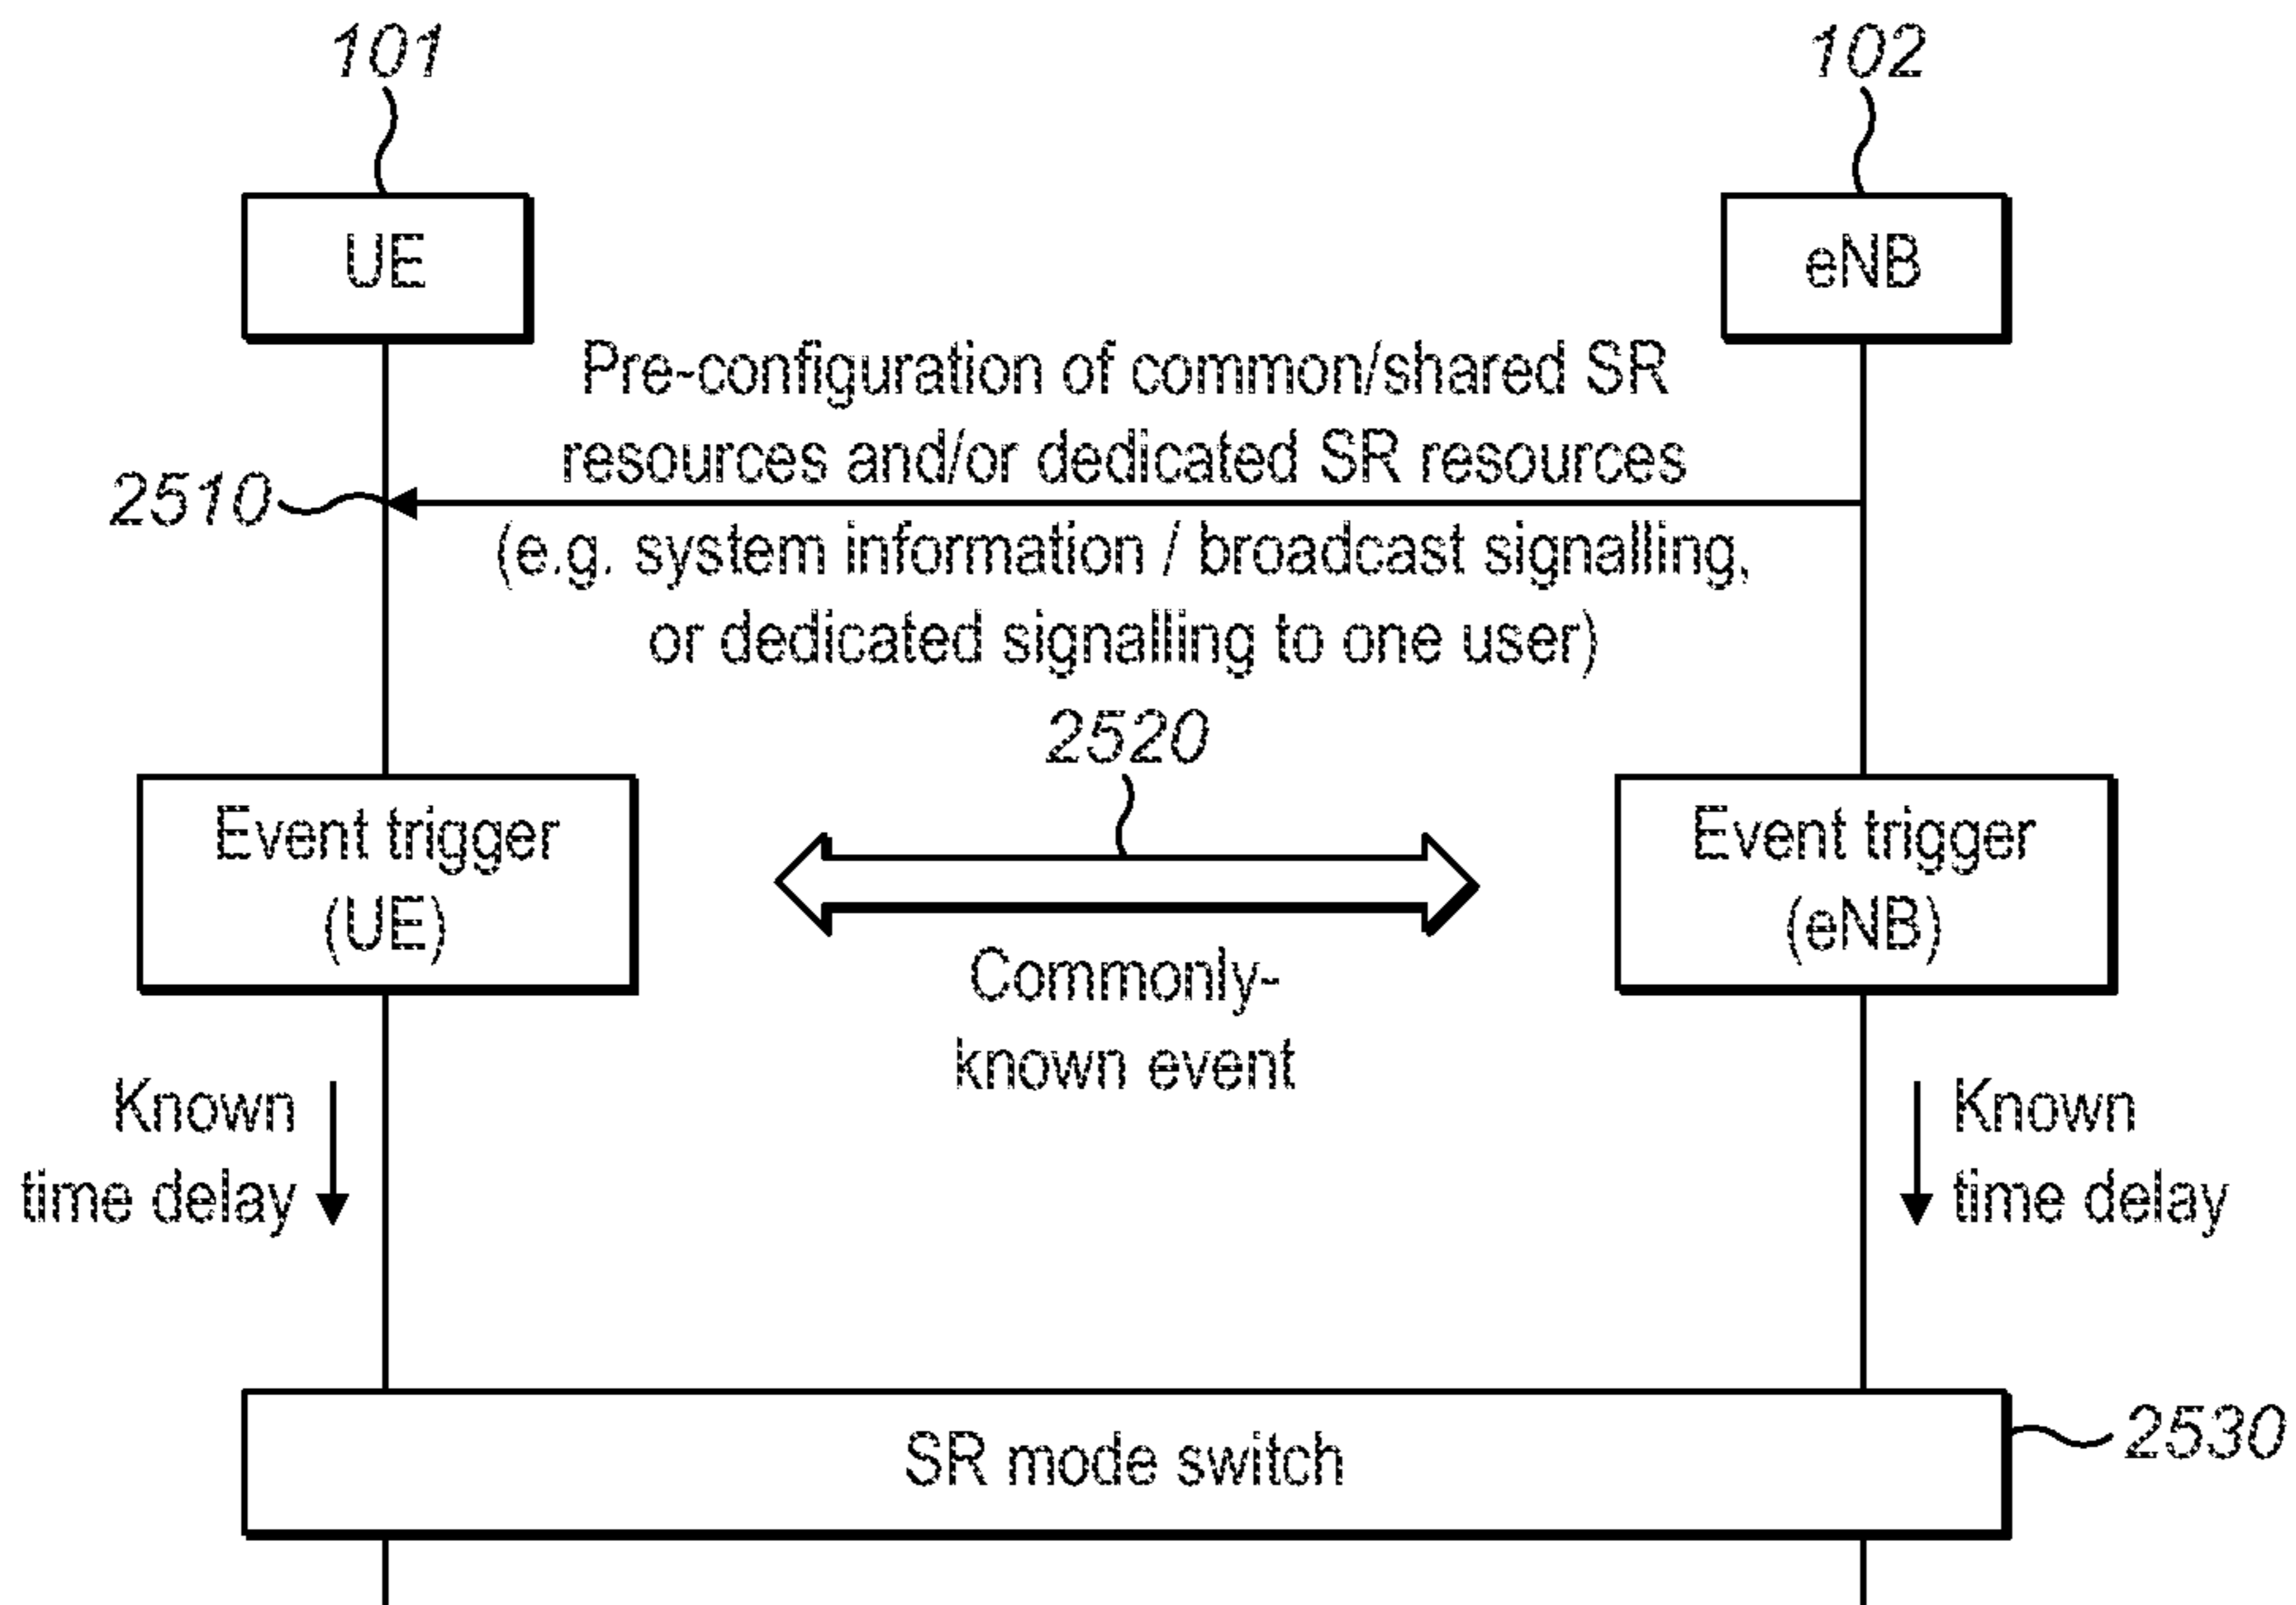 101
102
UE
eNB
Pre-configuration of common/shared SR
resources and/or dedicated SR resources
2510
(e.g. system information / broadcast signalling,
or dedicated signalling to one user)
2520
Event trigger
(UE)
Event trigger
(eNB)
Commonly-
known event
Known
time delay
Known
time delay
SR mode switch
2530